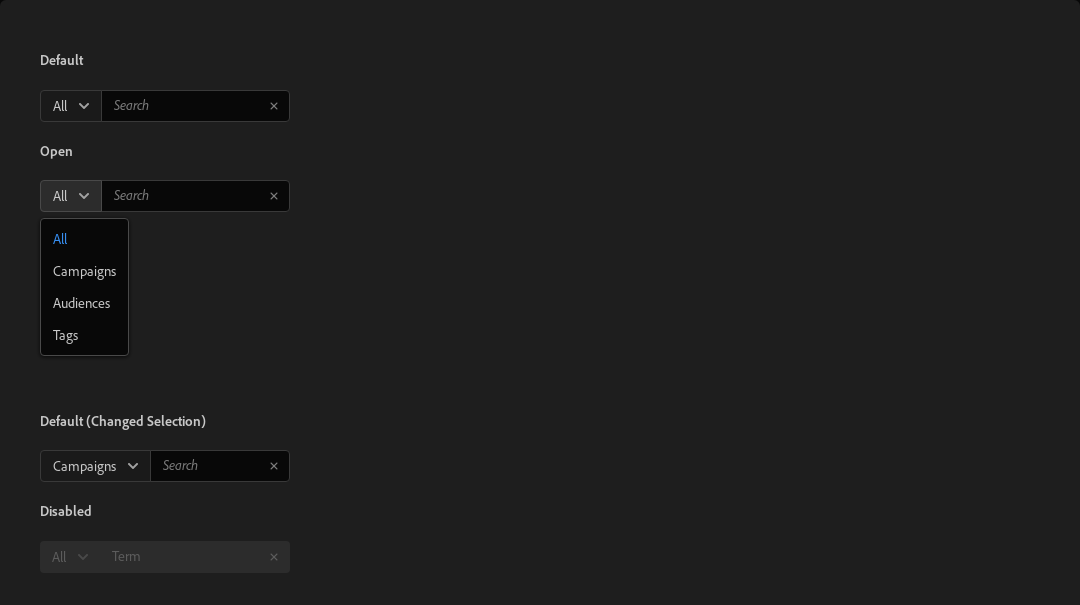 Default
All Search
Open
All Search
All
Campaigns
Audiences
Tags
Default (Changed Selection)
Campaigns Search
Disabled
All Term